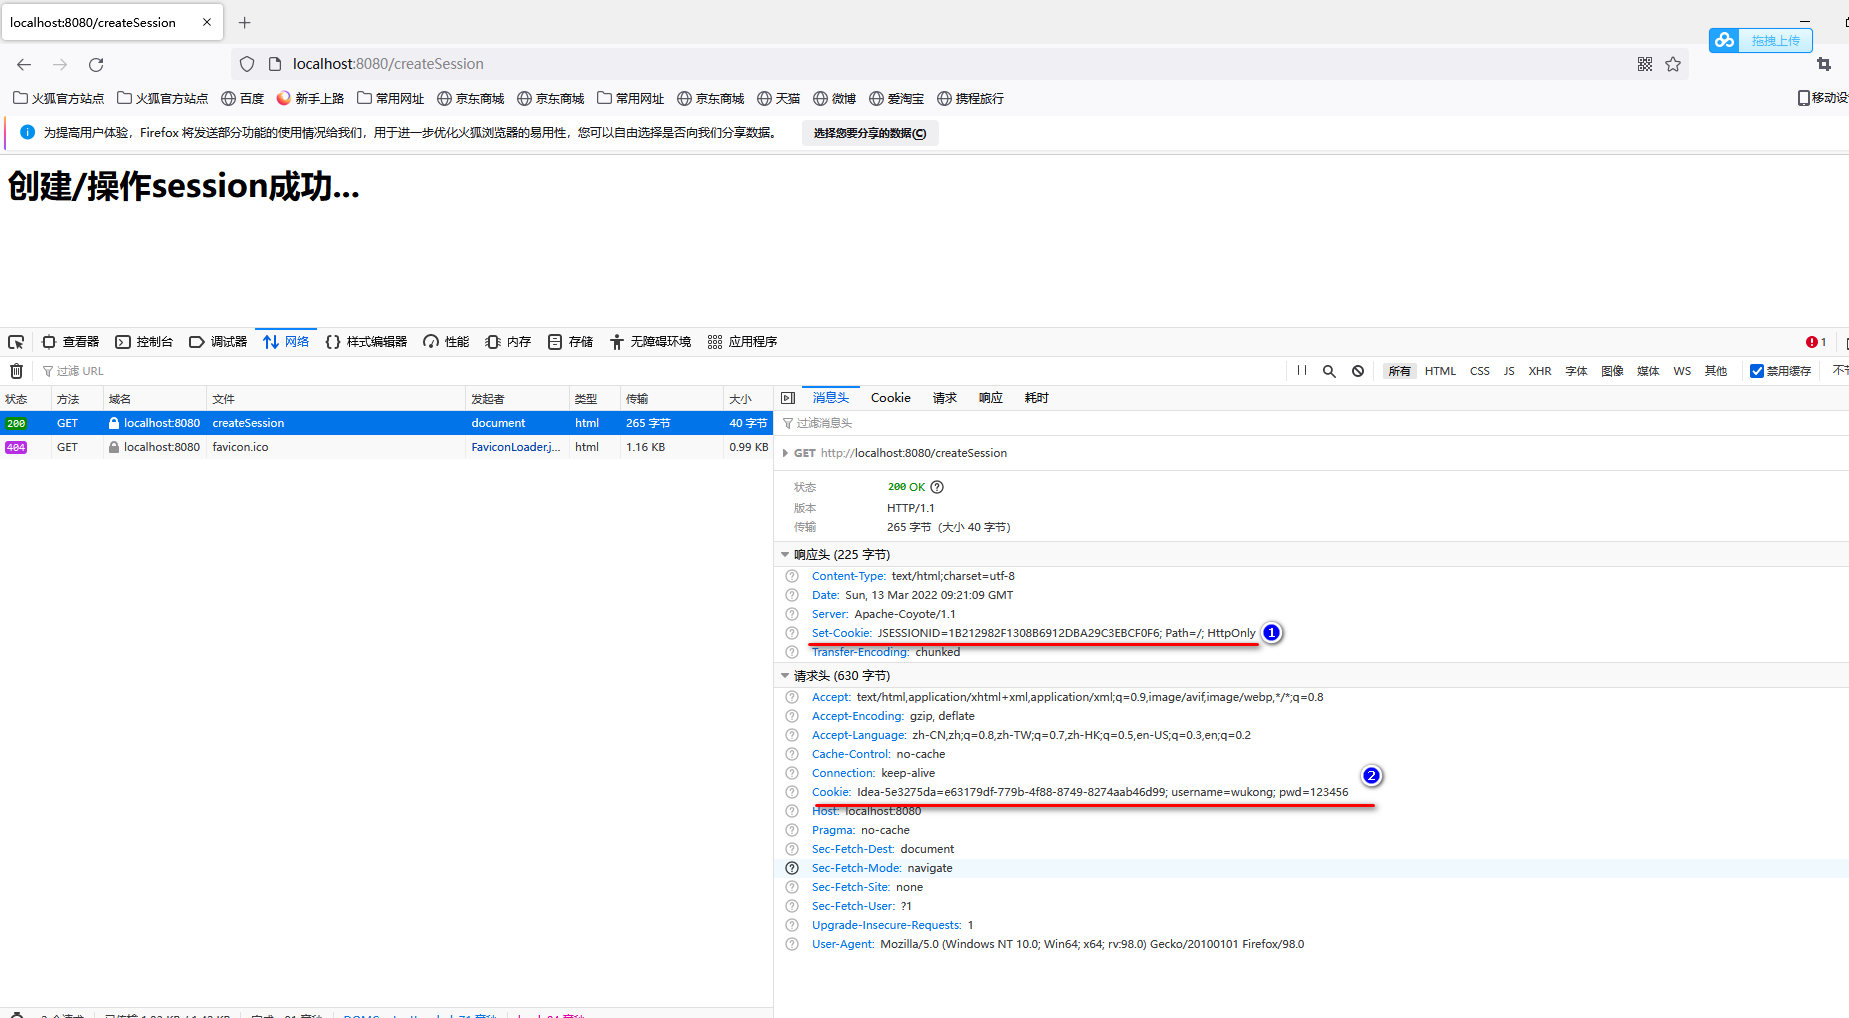 localhost:8080/createSession
拖拽上传
localhost:8080/createSession
火狐官方站点 火狐官方站点 百度 新手上路 常用网址 京东商城 京东商城 常用网址 京东商城 天猫 微博 爱淘宝 携程旅行 移动设
为提高用户体验，Firefox 将发送部分功能的使用情况给我们，用于进一步优化火狐浏览器的易用性，您可以自由选择是否向我们分享数据。 选择您要分享的数据(C)
创建/操作session成功...
查看器 控制台 调试器 网络 样式编辑器 性能 内存 存储 无障碍环境 应用程序 1
过滤 URL 所有 HTML CSS JS XHR 字体 图像 媒体 WS 其他 禁用缓存
状态 方法 域名 文件 发起者 类型 传输 大小
200 GET localhost:8080 createSession document html 265 字节 40 字节
404 GET localhost:8080 favicon.ico FaviconLoader.j... html 1.16 KB 0.99 KB
消息头 Cookie 请求 响应 耗时
过滤消息头
GET http://localhost:8080/createSession
状态 200 OK
版本 HTTP/1.1
传输 265 字节 (大小 40 字节)
响应头 (225 字节)
Content-Type: text/html;charset=utf-8
Date: Sun, 13 Mar 2022 09:21:09 GMT
Server: Apache-Coyote/1.1
Set-Cookie: JSESSIONID=1B212982F1308B6912DBA29C3EBCF0F6; Path=/; HttpOnly 1
Transfer-Encoding: chunked
请求头 (630 字节)
Accept: text/html,application/xhtml+xml,application/xml;q=0.9,image/avif,image/webp,*/*;q=0.8
Accept-Encoding: gzip, deflate
Accept-Language: zh-CN,zh;q=0.8,zh-TW;q=0.7,zh-HK;q=0.5,en-US;q=0.3,en;q=0.2
Cache-Control: no-cache
Connection: keep-alive
2
Cookie: Idea-5e3275da=e63179df-779b-4f88-8749-8274aab46d99; username=wukong; pwd=123456
Host: localhost:8080
Pragma: no-cache
Sec-Fetch-Dest: document
Sec-Fetch-Mode: navigate
Sec-Fetch-Site: none
Sec-Fetch-User: ?1
Upgrade-Insecure-Requests: 1
User-Agent: Mozilla/5.0 (Windows NT 10.0; Win64; x64; rv:98.0) Gecko/20100101 Firefox/98.0